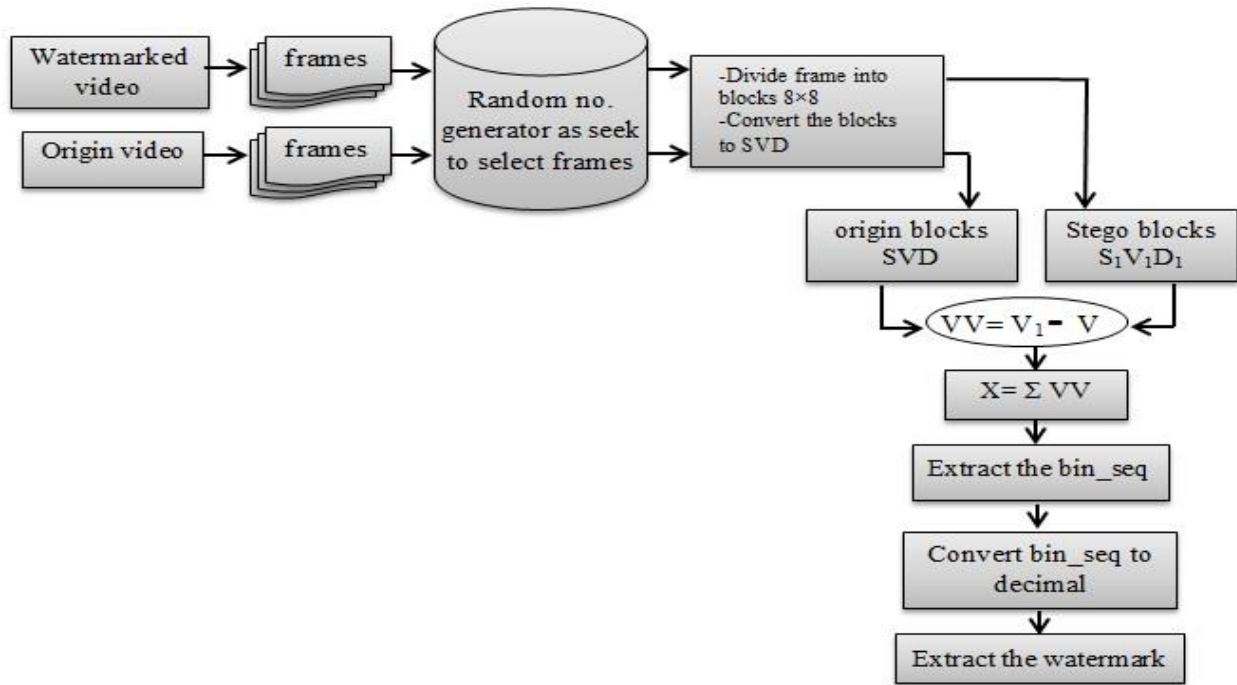 Watermarked
video
frames
Origin video
frames
Random no.
generator as seek
to select frames
-Divide frame into
blocks 8×8
-Convert the blocks
to SVD
origin blocks
SVD
Stego blocks
S₁V₁D₁
VV= V₁- V
X= Σ VV
Extract the bin_seq
Convert bin_seq to
decimal
Extract the watermark